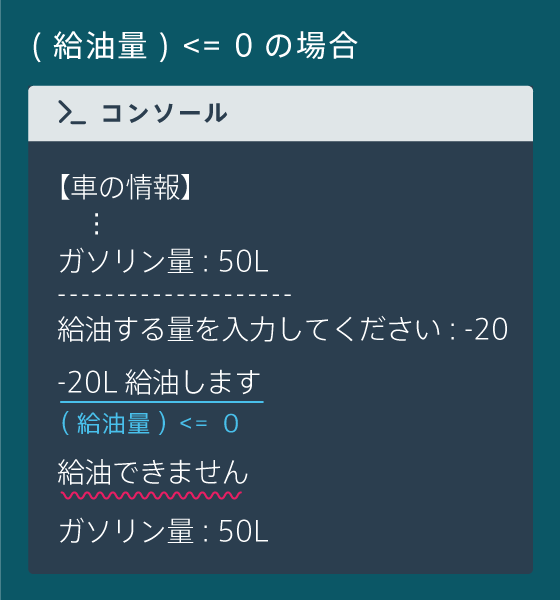 ( 給油量 ) <= 0 の場合
>_ コンソール
【車の情報】
⋮
ガソリン量 : 50L
--------------------
給油する量を入力してください : -20
-20L 給油します
( 給油量 ) <= 0
給油できません
ガソリン量 : 50L